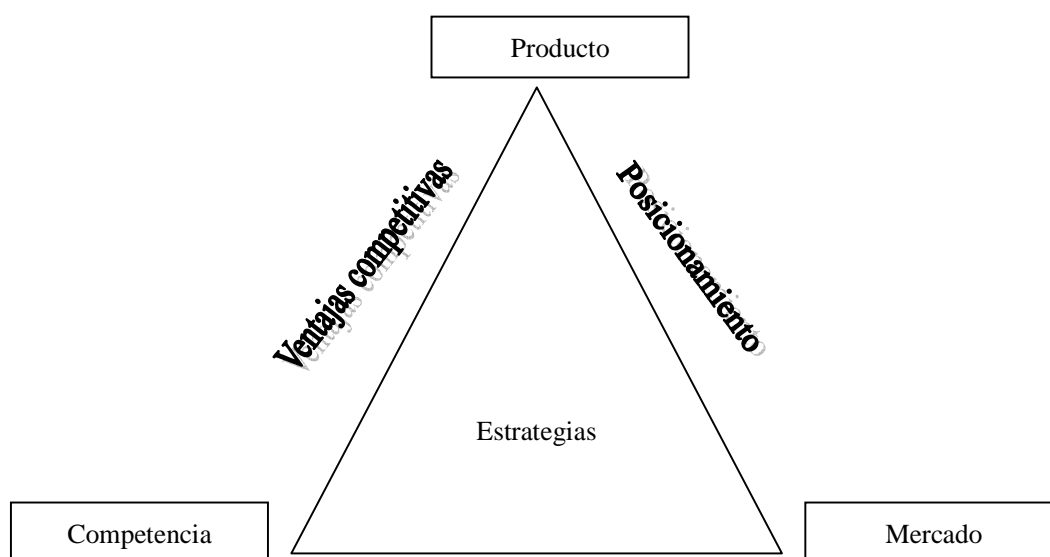 Producto
Ventajas competitivas
Posicionamiento
Estrategias
Competencia
Mercado